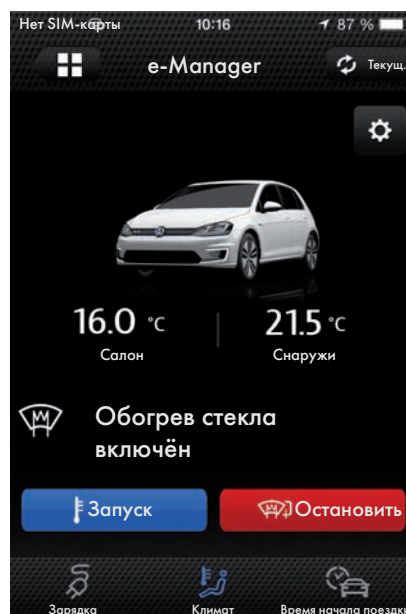 Нет SIM-карты 10:16 87 %
e-Manager Текущ.
16.0 °C 21.5 °C
Салон Снаружи
Обогрев стекла
включён
Запуск Остановить
Зарядка Климат Время начала поездки